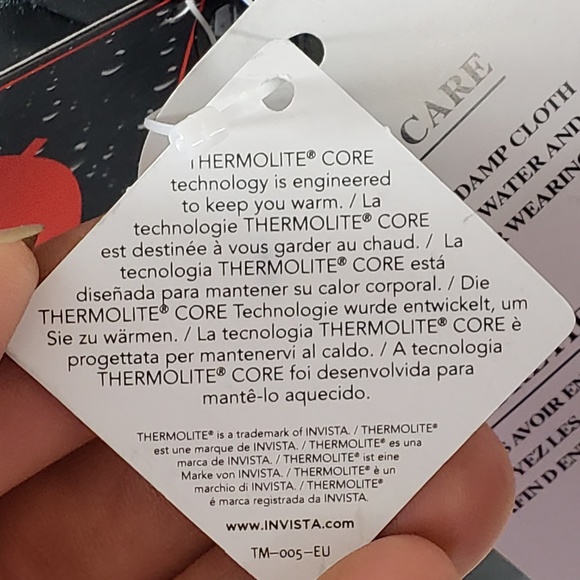 THERMOLITE® CORE
technology is engineered
to keep you warm. / La
technologie THERMOLITE® CORE
est destinée à vous garder au chaud. / La
tecnologia THERMOLITE® CORE está
diseñada para mantener su calor corporal. / Die
THERMOLITE® CORE Technologie wurde entwickelt, um
Sie zu wärmen. / La tecnologia THERMOLITE® CORE è
progettata per mantenervi al caldo. / A tecnologia
THERMOLITE® CORE foi desenvolvida para
mantê-lo aquecido.
THERMOLITE® is a trademark of INVISTA. / THERMOLITE®
est une marque de INVISTA. / THERMOLITE® es una
marca de INVISTA. / THERMOLITE® ist eine
Marke von INVISTA. / THERMOLITE® è un
marchio di INVISTA. / THERMOLITE®
é marca registrada da INVISTA.
www.INVISTA.com
TM-005-EU
CARE
DAMP CLOTH
WATER AND
WEARING
AVOIR
YEZ LES